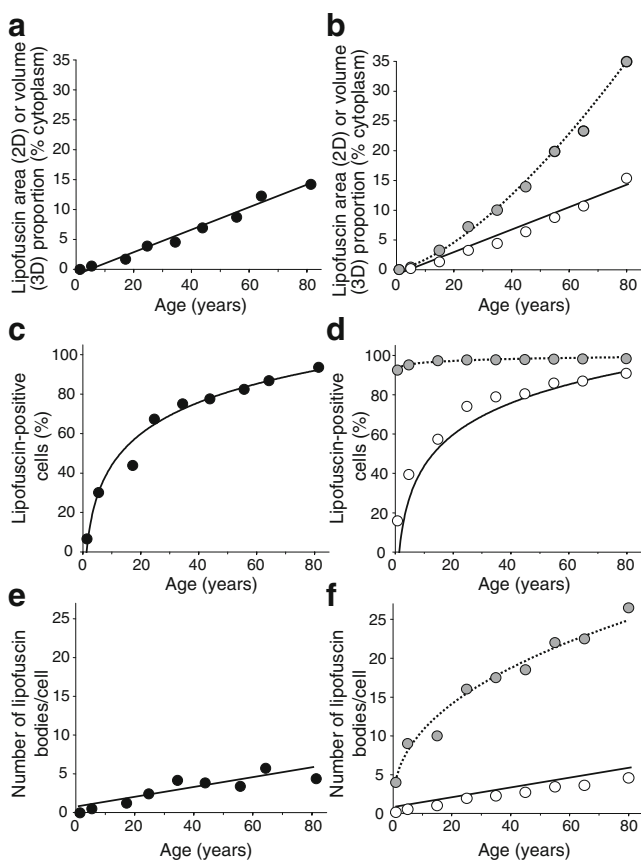 a
Lipofuscin area (2D) or volume
(3D) proportion (% cytoplasm)
35
30
25
20
15
10
5
0
0 20 40 60 80
Age (years)
b
Lipofuscin area (2D) or volume
(3D) proportion (% cytoplasm)
35
30
25
20
15
10
5
0
0 20 40 60 80
Age (years)
c
Lipofuscin-positive
cells (%)
100
80
60
40
20
0
0 20 40 60 80
Age (years)
d
Lipofuscin-positive
cells (%)
100
80
60
40
20
0
0 20 40 60 80
Age (years)
e
Number of lipofuscin
bodies/cell
25
20
15
10
5
0
0 20 40 60 80
Age (years)
f
Number of lipofuscin
bodies/cell
25
20
15
10
5
0
0 20 40 60 80
Age (years)